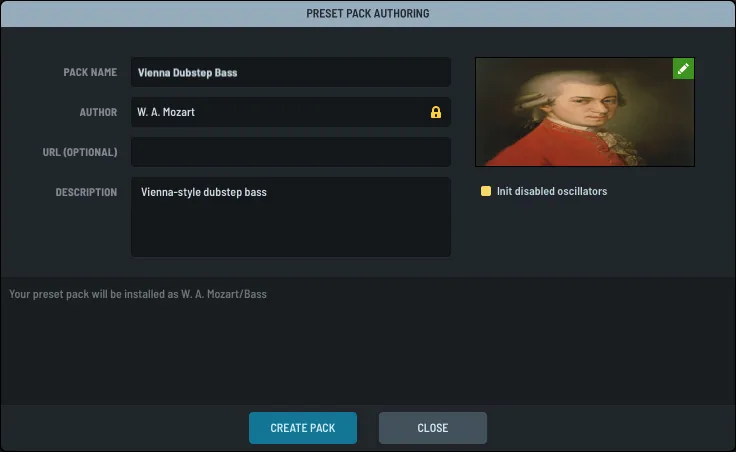 PRESET PACK AUTHORING
PACK NAME Vienna Dubstep Bass
AUTHOR W. A. Mozart
URL (OPTIONAL)
DESCRIPTION Vienna-style dubstep bass
Init disabled oscillators
Your preset pack will be installed as W. A. Mozart/Bass
CREATE PACK CLOSE